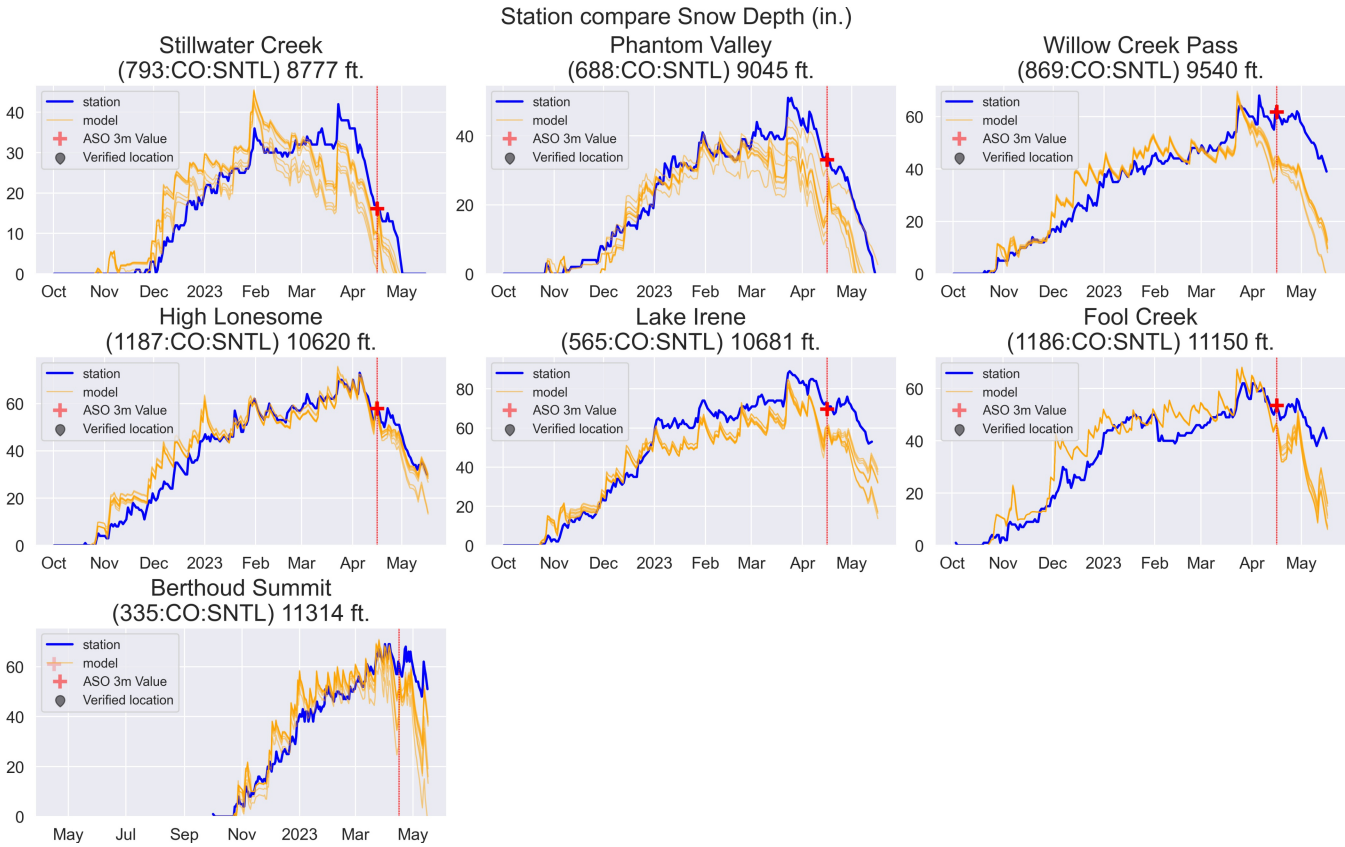 Station compare Snow Depth (in.)
Stillwater Creek
(793:CO:SNTL) 8777 ft.
station
model
ASO 3m Value
Verified location
40
30
20
10
0
Oct Nov Dec 2023 Feb Mar Apr May
Phantom Valley
(688:CO:SNTL) 9045 ft.
station
model
ASO 3m Value
Verified location
40
20
0
Oct Nov Dec 2023 Feb Mar Apr May
Willow Creek Pass
(869:CO:SNTL) 9540 ft.
station
model
ASO 3m Value
Verified location
60
40
20
0
Oct Nov Dec 2023 Feb Mar Apr May
High Lonesome
(1187:CO:SNTL) 10620 ft.
station
model
ASO 3m Value
Verified location
60
40
20
0
Oct Nov Dec 2023 Feb Mar Apr May
Lake Irene
(565:CO:SNTL) 10681 ft.
station
model
ASO 3m Value
Verified location
80
60
40
20
0
Oct Nov Dec 2023 Feb Mar Apr May
Fool Creek
(1186:CO:SNTL) 11150 ft.
station
model
ASO 3m Value
Verified location
60
40
20
0
Oct Nov Dec 2023 Feb Mar Apr May
Berthoud Summit
(335:CO:SNTL) 11314 ft.
station
model
ASO 3m Value
Verified location
60
40
20
0
May Jul Sep Nov 2023 Mar May